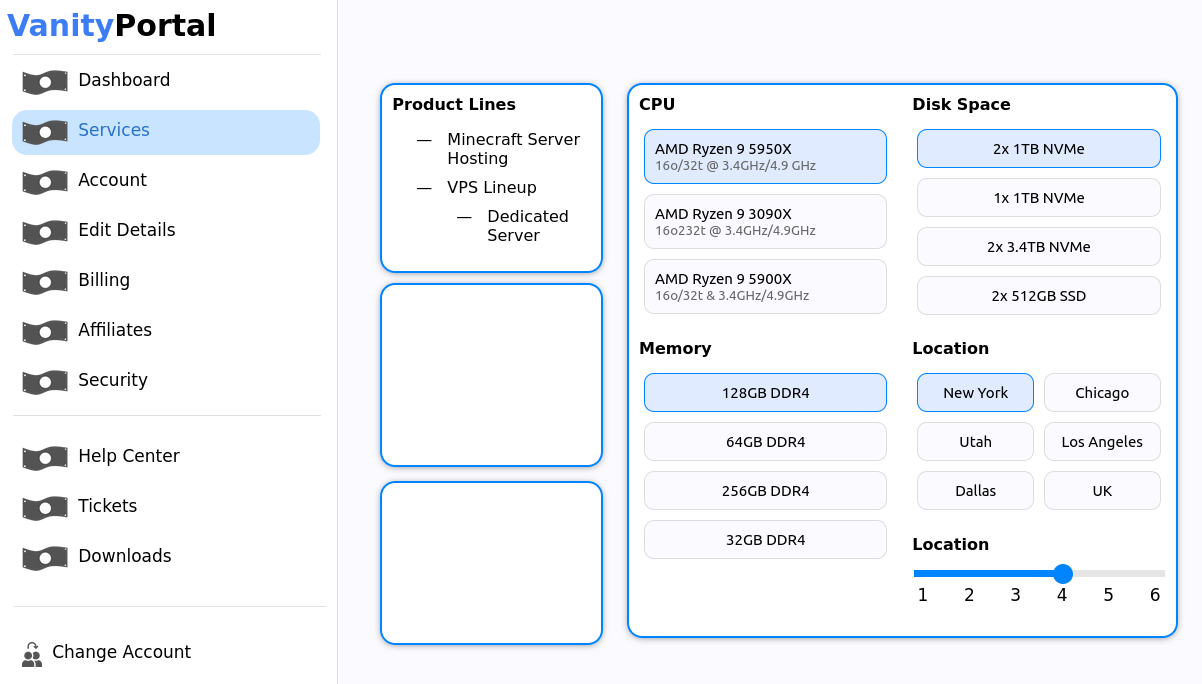 VanityPortal
Dashboard
Services
Account
Edit Details
Billing
Affiliates
Security
Help Center
Tickets
Downloads
Change Account
Product Lines
— Minecraft Server
Hosting
— VPS Lineup
— Dedicated
Server
CPU
AMD Ryzen 9 5950X
16o/32t @ 3.4GHz/4.9 GHz
AMD Ryzen 9 3090X
16o232t @ 3.4GHz/4.9GHz
AMD Ryzen 9 5900X
16o/32t & 3.4GHz/4.9GHz
Memory
128GB DDR4
64GB DDR4
256GB DDR4
32GB DDR4
Disk Space
2x 1TB NVMe
1x 1TB NVMe
2x 3.4TB NVMe
2x 512GB SSD
Location
New York Chicago
Utah Los Angeles
Dallas UK
Location
1 2 3 4 5 6